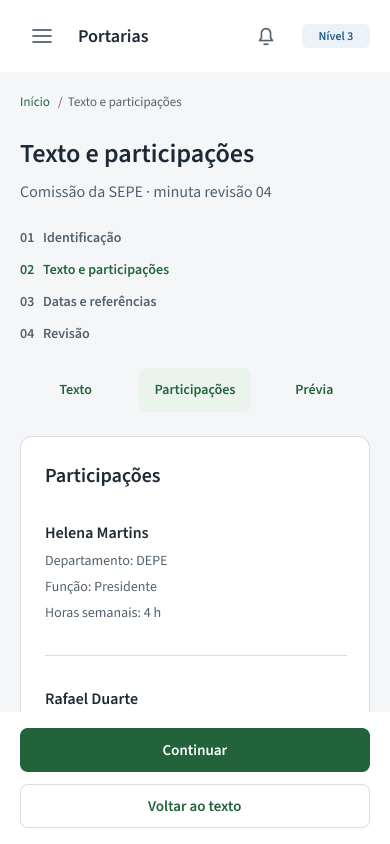 Portarias
Nível 3
Início / Texto e participações
Texto e participações
Comissão da SEPE · minuta revisão 04
01 Identificação
02 Texto e participações
03 Datas e referências
04 Revisão
Texto
Participações
Prévia
Participações
Helena Martins
Departamento: DEPE
Função: Presidente
Horas semanais: 4 h
Rafael Duarte
Continuar
Voltar ao texto